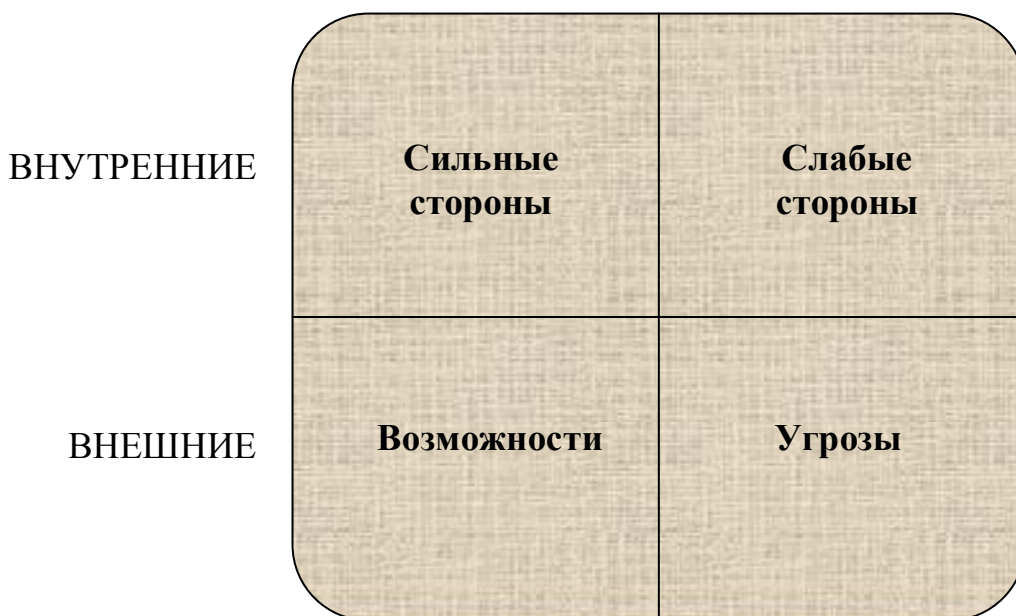 ВНУТРЕННИЕ
Сильные
стороны
Слабые
стороны
ВНЕШНИЕ
Возможности
Угрозы